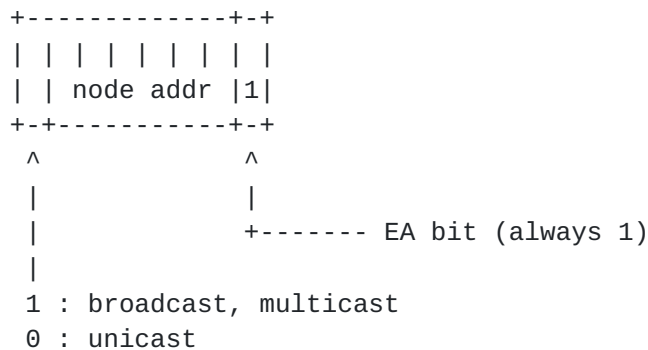 +-------------+-+
| | | | | | | | |
| | node addr |1|
+-+-----------+-+
 ^             ^
 |             |
 |             +------- EA bit (always 1)
 |
 1 : broadcast, multicast
 0 : unicast